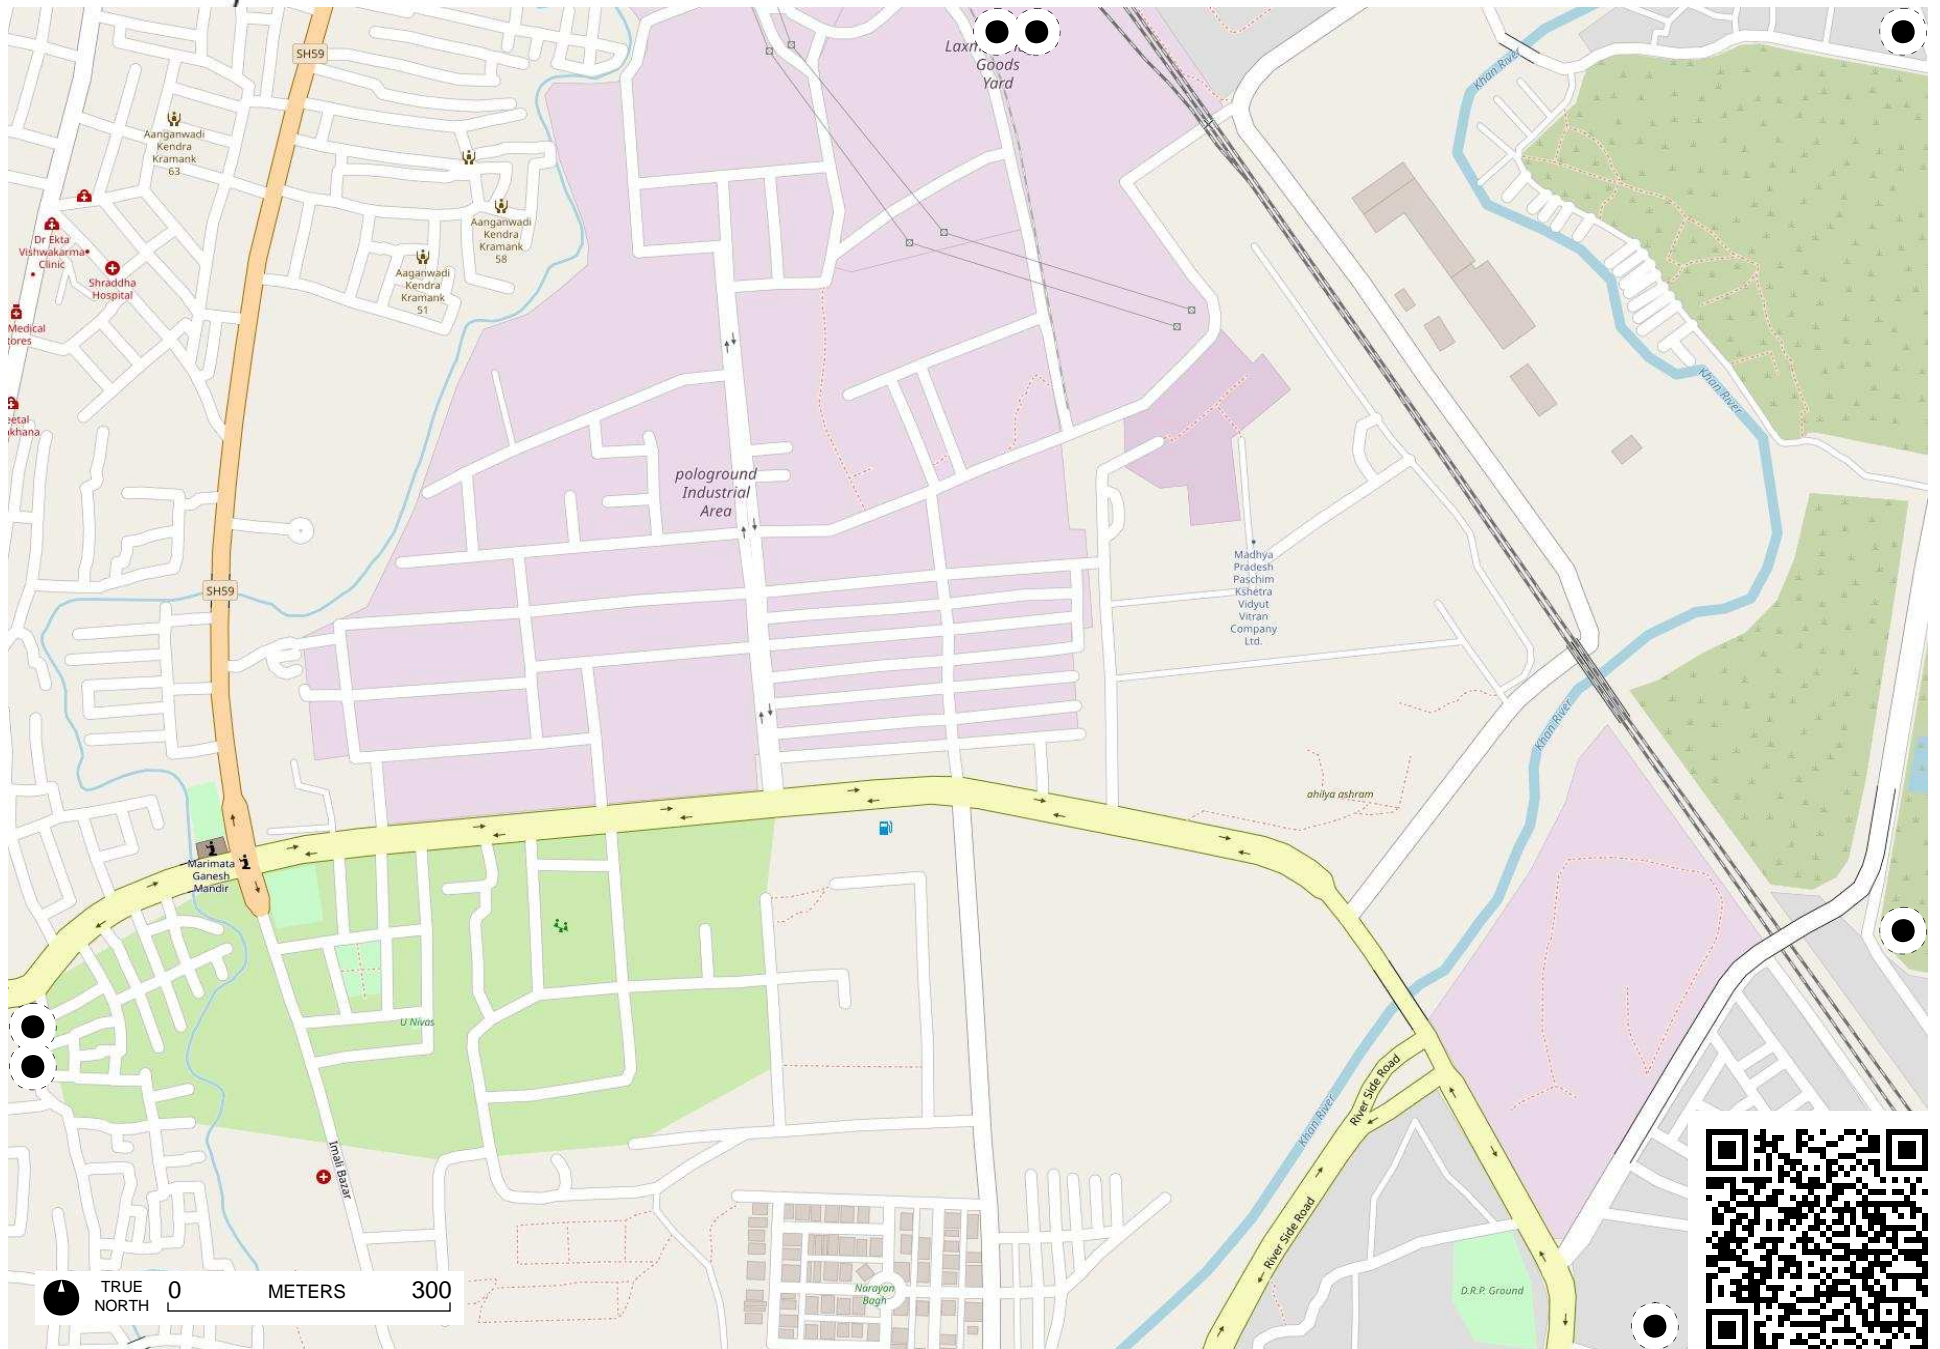 SH59
Goods
Yard
Khan River
Aanganwadi
Kendra
Kramank
63
Aanganwadi
Kendra
Kramank
58
Dr Ekta
Vishwakarma
Clinic
Shraddha
Hospital
Aaganwadi
Kendra
Kramank
51
Medical
Khan River
pologround
Industrial
Area
Madhya
Pradesh
Paschim
Kshetra
Vidyut
Vitran
Company
Ltd.
SH59
Khan River
ahilya ashram
Marimata
Ganesh
Mandir
U Nivas
River Side Road
Khan River
Imali Bazar
River Side Road
Narayan
Bagh
D.R.P. Ground
TRUE
NORTH
0 METERS 300